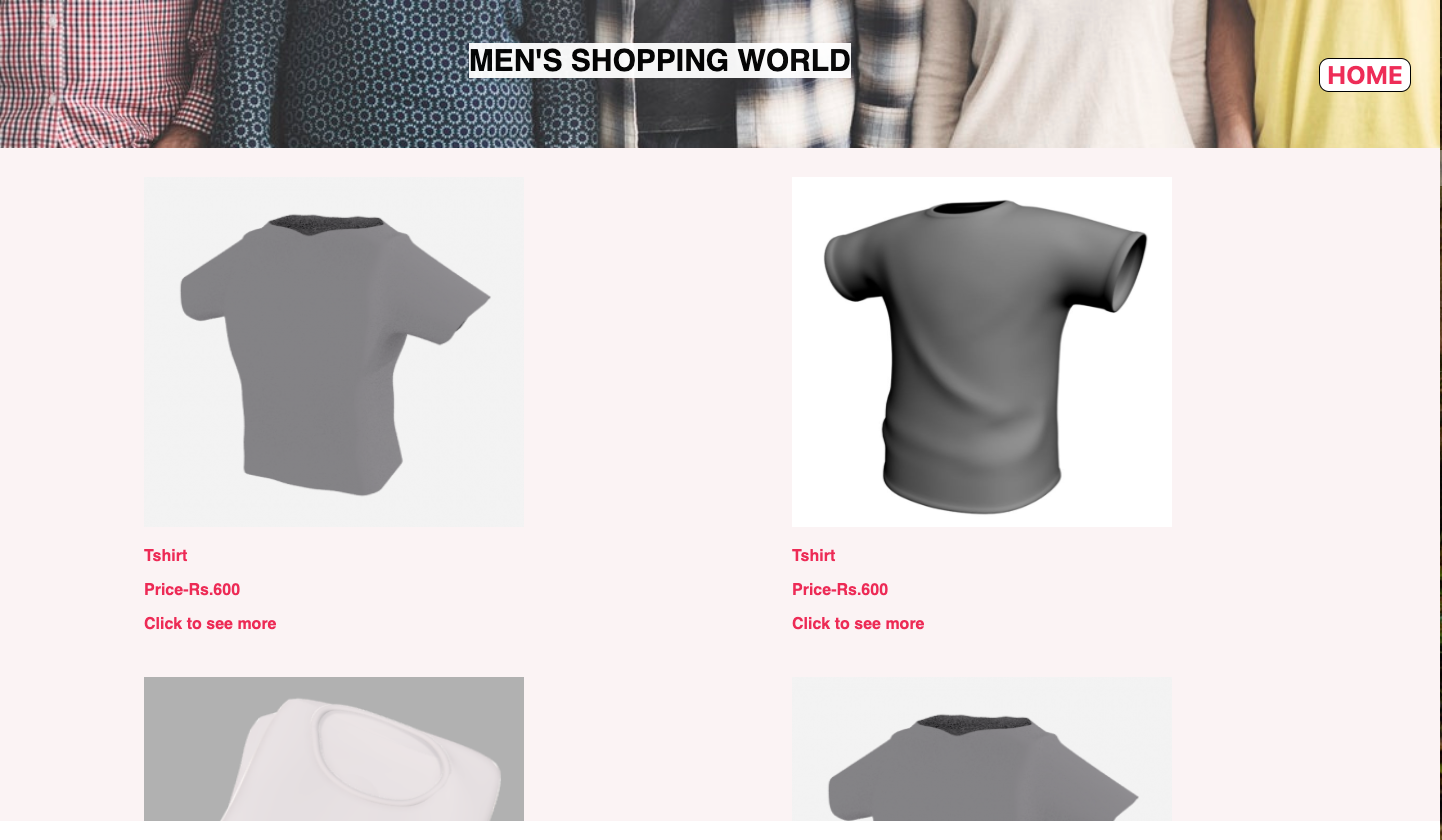 MEN'S SHOPPING WORLD
HOME
Tshirt
Price-Rs.600
Click to see more
Tshirt
Price-Rs.600
Click to see more